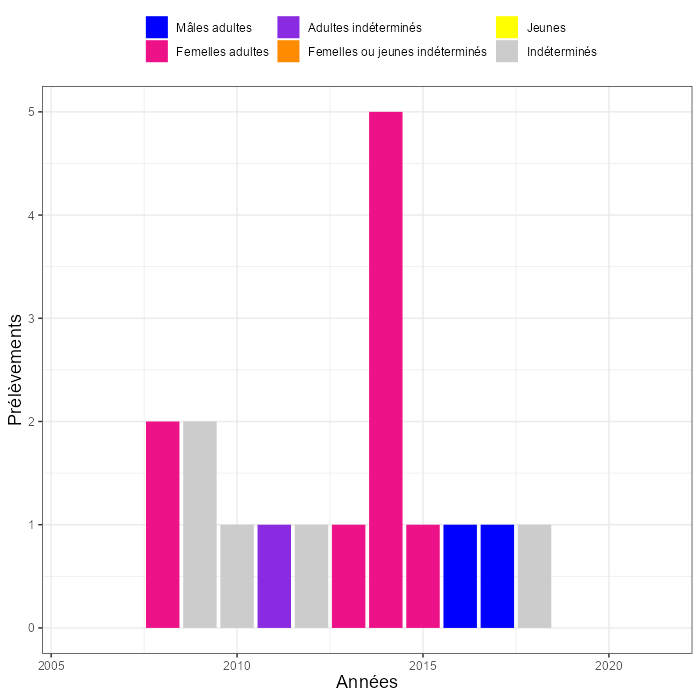 Mâles adultes
Adultes indéterminés
Jeunes
Femelles adultes
Femelles ou jeunes indéterminés
Indéterminés
Prélèvements
5
4
3
2
1
0
2005
2010
2015
2020
Années